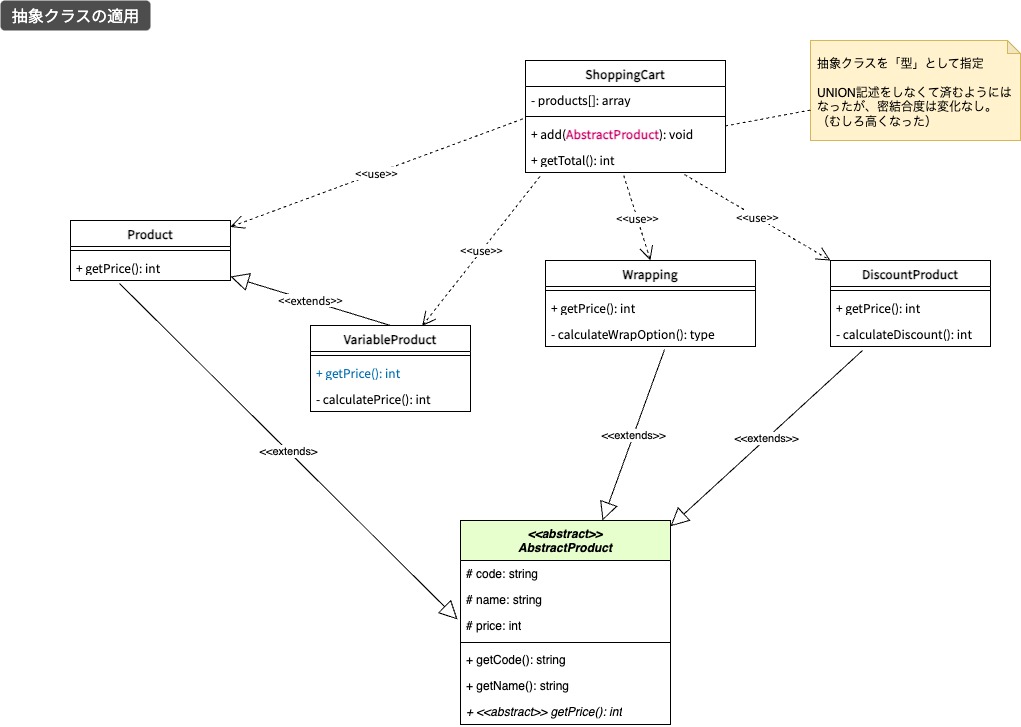 抽象クラスの適用
ShoppingCart
- products[]: array
+ add(AbstractProduct): void
+ getTotal(): int
抽象クラスを「型」として指定
UNION記述をしなくて済むようには
なったが、密結合度は変化なし。
（むしろ高くなった）
<<use>>
<<use>>
<<use>>
<<use>>
Product
+ getPrice(): int
<<extends>>
VariableProduct
+ getPrice(): int
- calculatePrice(): int
Wrapping
+ getPrice(): int
- calculateWrapOption(): type
DiscountProduct
+ getPrice(): int
- calculateDiscount(): int
<<extends>
<<extends>>
<<extends>>
<<abstract>>
AbstractProduct
# code: string
# name: string
# price: int
+ getCode(): string
+ getName(): string
+ <<abstract>> getPrice(): int